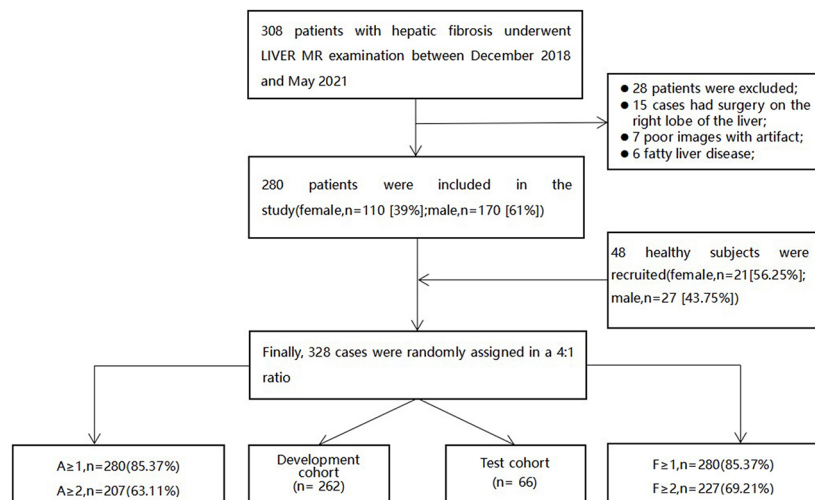 308 patients with hepatic fibrosis underwent
LIVER MR examination between December 2018
and May 2021
● 28 patients were excluded;
● 15 cases had surgery on the
right lobe of the liver;
● 7 poor images with artifact;
● 6 fatty liver disease;
280 patients were included in the
study(female,n=110 [39%];male,n=170 [61%])
48 healthy subjects were
recruited(female,n=21[56.25%];
male,n=27 [43.75%])
Finally, 328 cases were randomly assigned in a 4:1
ratio
A≥1,n=280(85.37%)
A≥2,n=207(63.11%)
Development
cohort
(n= 262)
Test cohort
(n= 66)
F≥1,n=280(85.37%)
F≥2,n=227(69.21%)